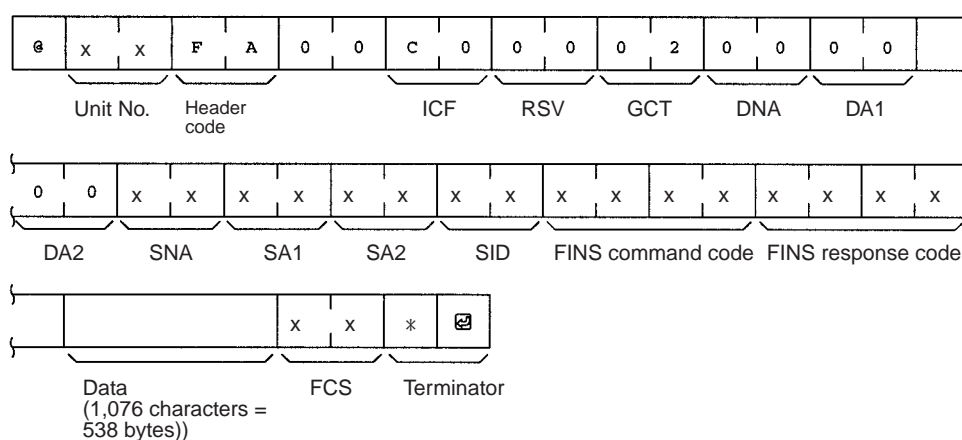 @ x x F A 0 0 C 0 0 0 0 2 0 0 0 0
Unit No. Header code ICF RSV GCT DNA DA1
0 0 x x x x x x x x x x x x x x x x
DA2 SNA SA1 SA2 SID FINS command code FINS response code
x x * ↵
Data FCS Terminator
(1,076 characters =
538 bytes))